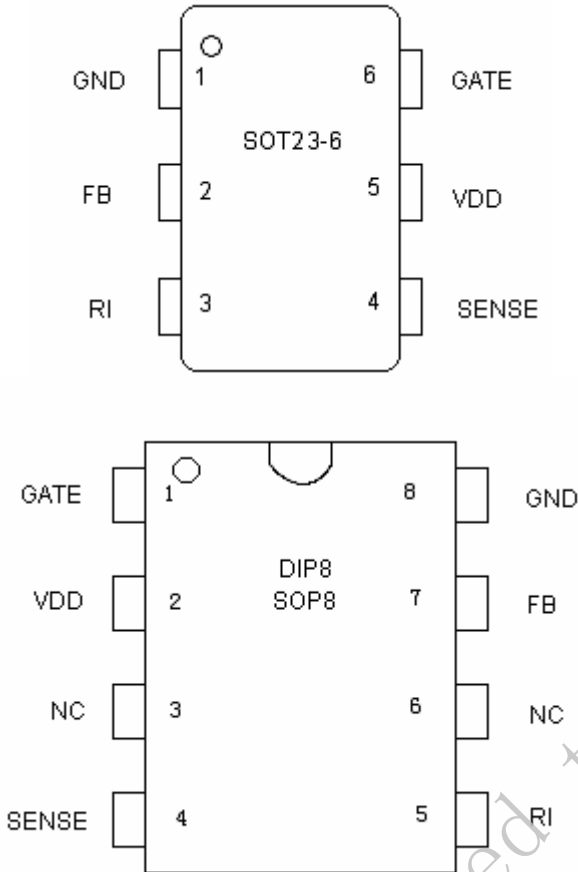 GND 1 6 GATE
SOT23-6
FB 2 5 VDD
RI 3 4 SENSE
GATE 1 8 GND
DIP8
VDD 2 SOP8 7 FB
NC 3 6 NC
SENSE 4 5 RI